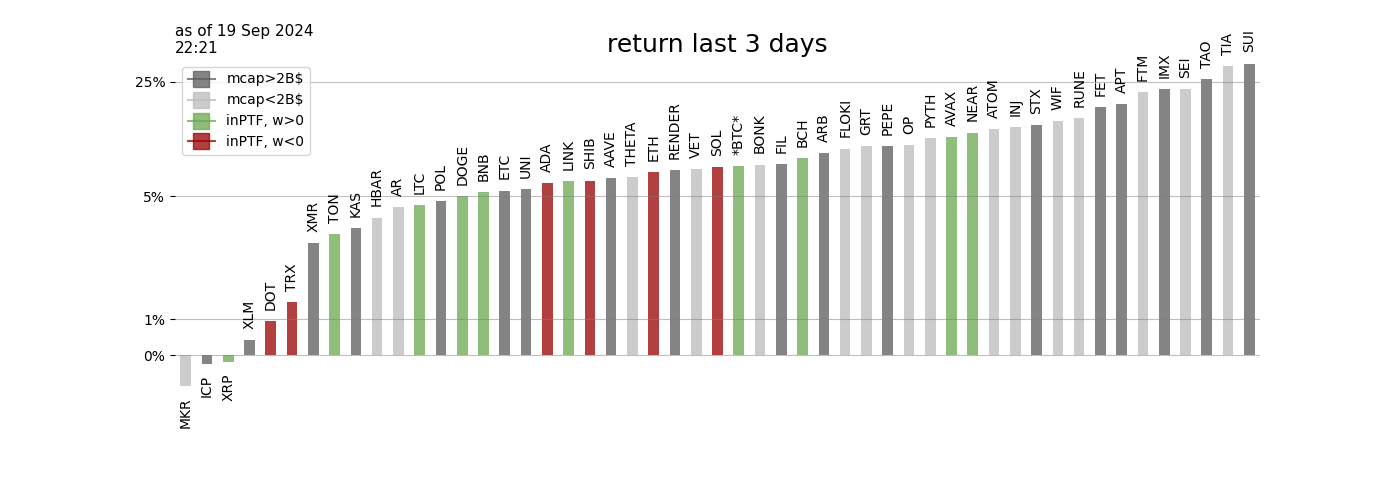 as of 19 Sep 2024
22:21
return last 3 days
mcap>2B$
mcap<2B$
inPTF, w>0
inPTF, w<0
25%
5%
1%
0%
MKR
ICP
XRP
XLM
DOT
TRX
XMR
TON
KAS
HBAR
AR
LTC
POL
DOGE
BNB
ETC
UNI
ADA
LINK
SHIB
AAVE
THETA
ETH
RENDER
VET
SOL
*BTC*
BONK
FIL
BCH
ARB
FLOKI
GRT
PEPE
OP
PYTH
AVAX
NEAR
ATOM
INJ
STX
WIF
RUNE
FET
APT
FTM
IMX
SEI
TAO
TIA
SUI